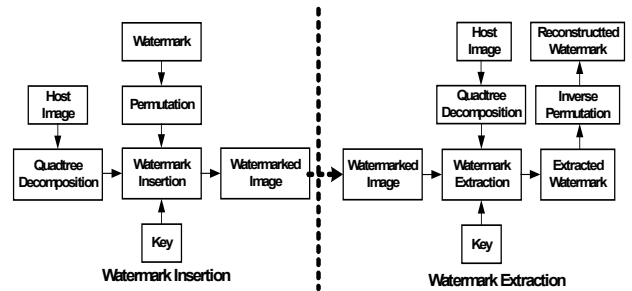 Watermark
Host
Image
Permutation
Quadtree
Decomposition
Watermark
Insertion
Watermarked
Image
Key
Watermark Insertion
Host
Image
Reconstructted
Watermark
Quadtree
Decomposition
Inverse
Permutation
Watermarked
Image
Watermark
Extraction
Extracted
Watermark
Key
Watermark Extraction